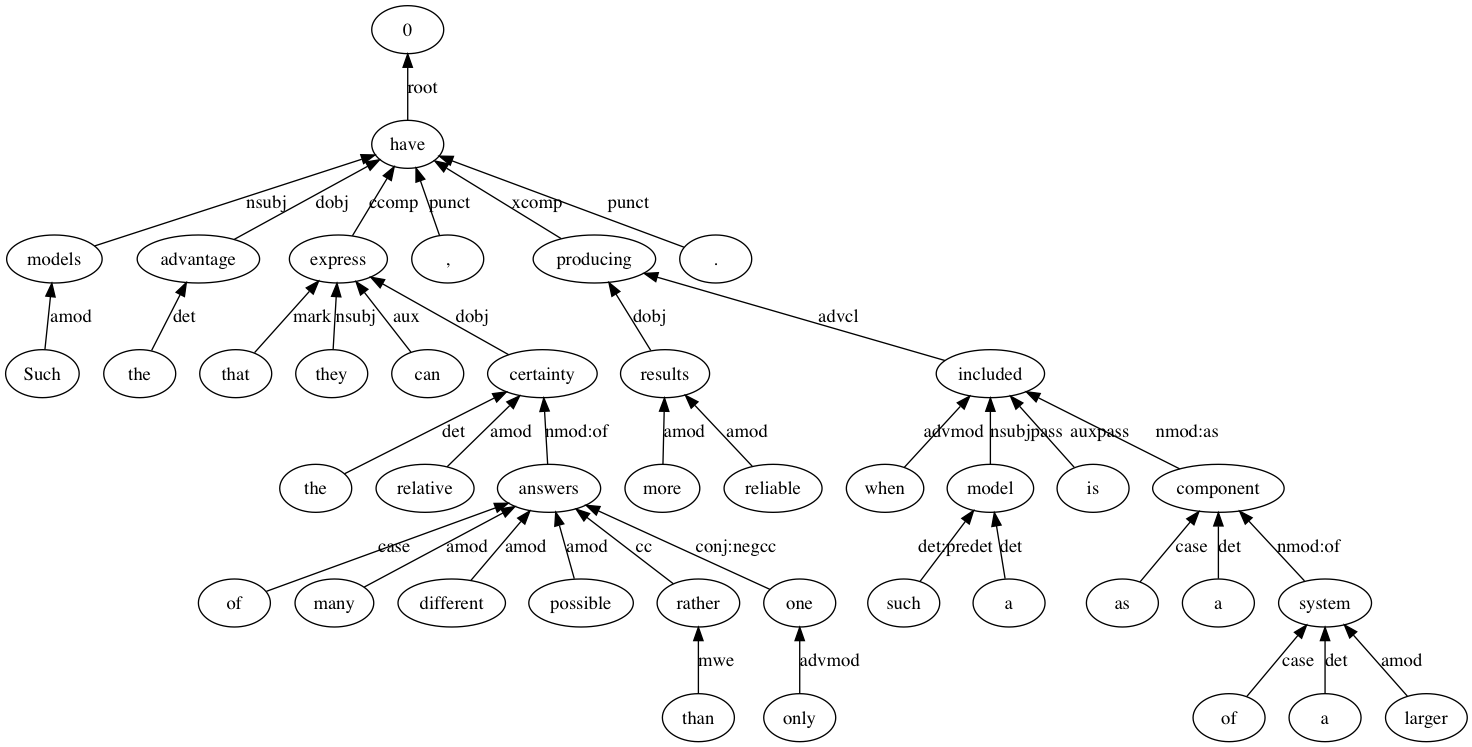 0
root
have
nsubj dobj ccomp punct xcomp punct
models advantage express , producing .
amod det mark nsubj aux dobj dobj advcl
Such the that they can certainty results included
det amod nmod:of amod amod advmod nsubjpass auxpass nmod:as
the relative answers more reliable when model is component
case amod amod amod cc conj:negcc det:predet det case det nmod:of
of many different possible rather one such a as a system
mwe advmod case det amod
than only of a larger